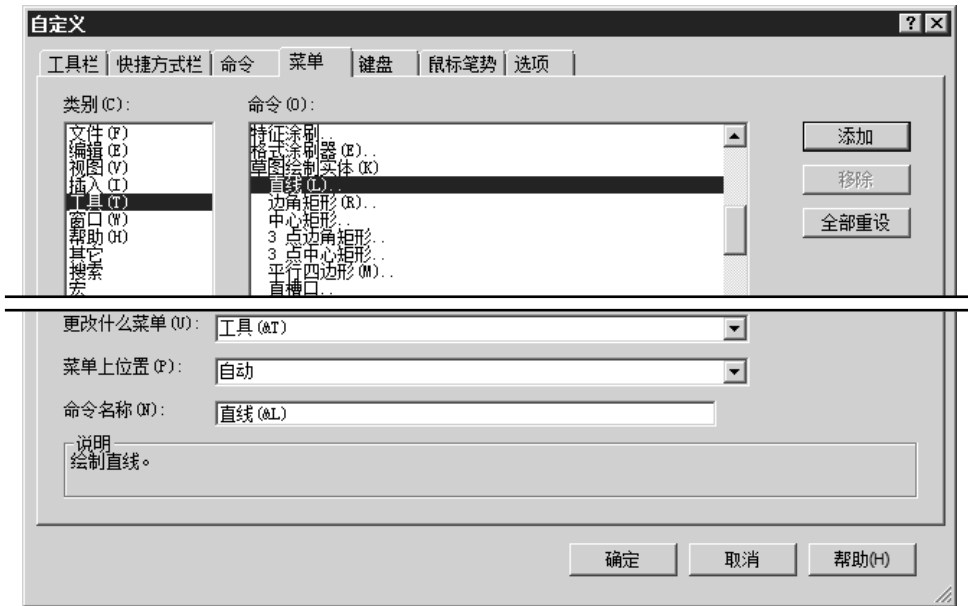 自定义
工具栏 快捷方式栏 命令 菜单 键盘 鼠标笔势 选项
类别(C):
文件(F)
编辑(E)
视图(V)
插入(I)
工具(T)
窗口(W)
帮助(H)
其它
搜索
宏
命令(O):
特征涂刷..
格式涂刷器(E)..
草图绘制实体(K)
直线(L)..
边角矩形(R)..
中心矩形..
3 点边角矩形..
3 点中心矩形..
平行四边形(M)..
直槽口..
添加
移除
全部重设
更改什么菜单(U): 工具(&T)
菜单上位置(P): 自动
命令名称(N): 直线(&L)
说明
绘制直线。
确定 取消 帮助(H)